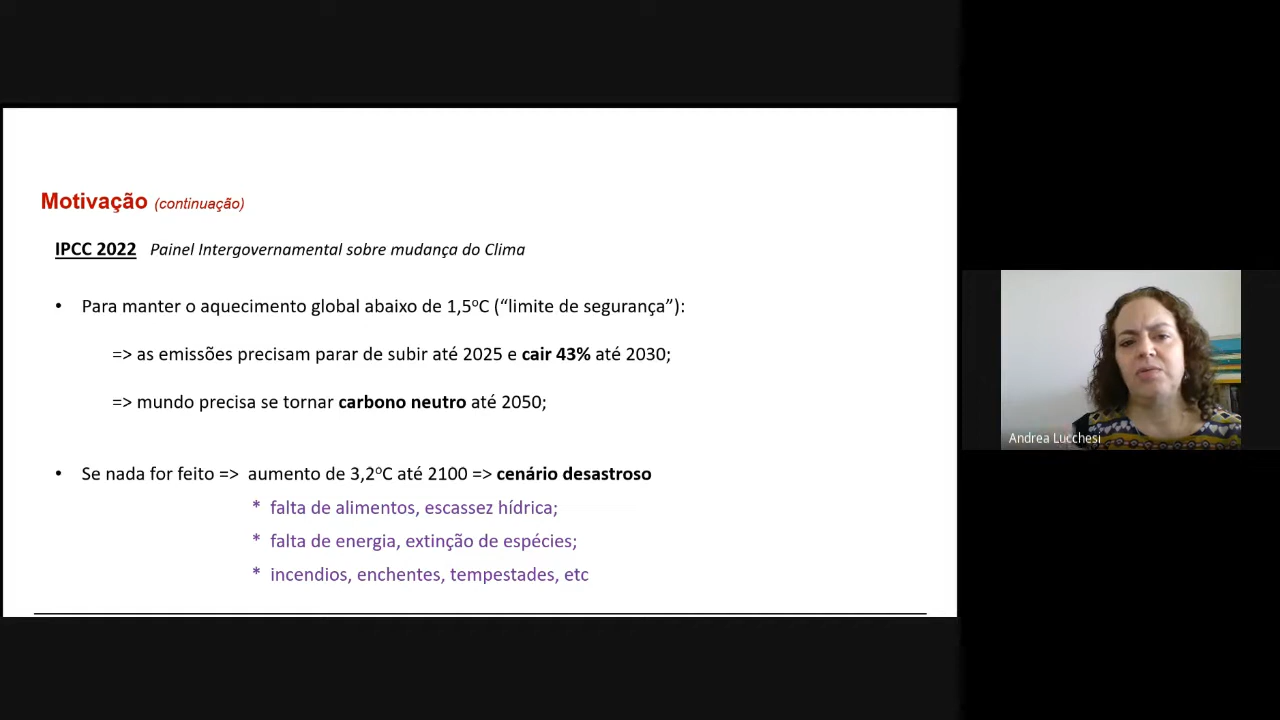 Motivação (continuação)
IPCC 2022 Painel Intergovernamental sobre mudança do Clima
• Para manter o aquecimento global abaixo de 1,5ºC (“limite de segurança”):
=> as emissões precisam parar de subir até 2025 e cair 43% até 2030;
=> mundo precisa se tornar carbono neutro até 2050;
• Se nada for feito => aumento de 3,2ºC até 2100 => cenário desastroso
* falta de alimentos, escassez hídrica;
* falta de energia, extinção de espécies;
* incendios, enchentes, tempestades, etc
Andrea Lucchesi